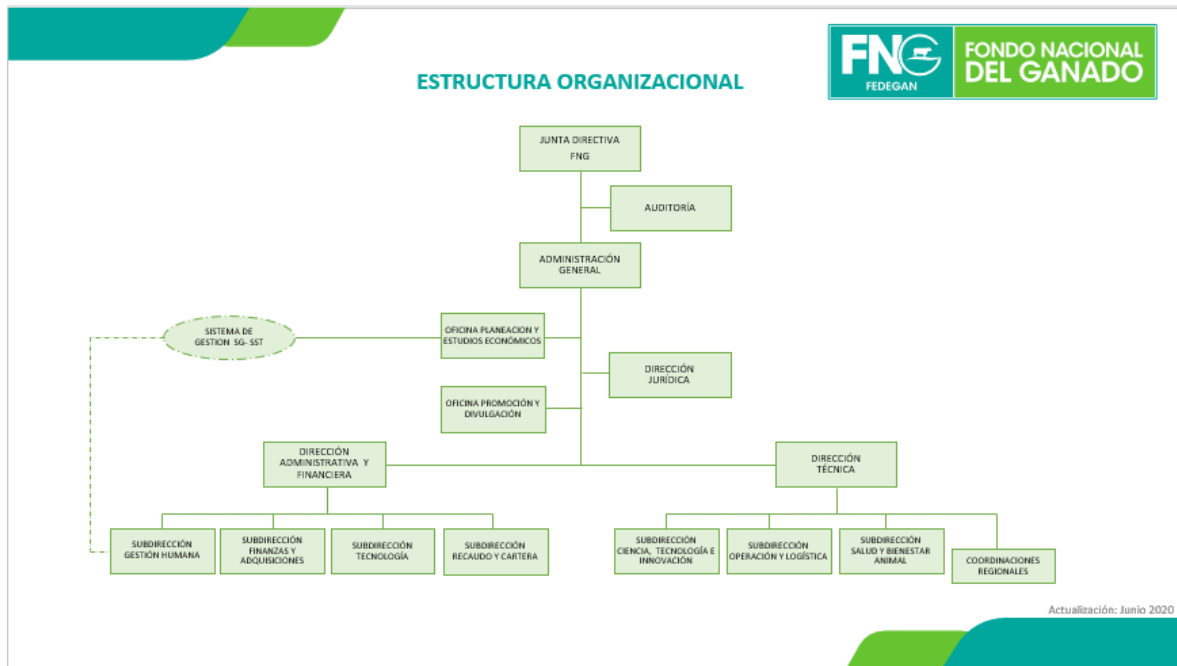 FNG
FEDEGAN
FONDO NACIONAL
DEL GANADO
ESTRUCTURA ORGANIZACIONAL
JUNTA DIRECTIVA
FNG
AUDITORÍA
ADMINISTRACIÓN
GENERAL
SISTEMA DE
GESTION SG- SST
OFICINA PLANEACION Y
ESTUDIOS ECONÓMICOS
DIRECCIÓN
JURÍDICA
OFICINA PROMOCIÓN Y
DIVULGACIÓN
DIRECCIÓN
ADMINISTRATIVA Y
FINANCIERA
DIRECCIÓN
TÉCNICA
SUBDIRECCIÓN
GESTIÓN HUMANA
SUBDIRECCIÓN
FINANZAS Y
ADQUISICIONES
SUBDIRECCIÓN
TECNOLOGÍA
SUBDIRECCIÓN
RECAUDO Y CARTERA
SUBDIRECCIÓN
CIENCIA, TECNOLOGÍA E
INNOVACIÓN
SUBDIRECCIÓN
OPERACIÓN Y LOGÍSTICA
SUBDIRECCIÓN
SALUD Y BIENESTAR
ANIMAL
COORDINACIONES
REGIONALES
Actualización: Junio 2020